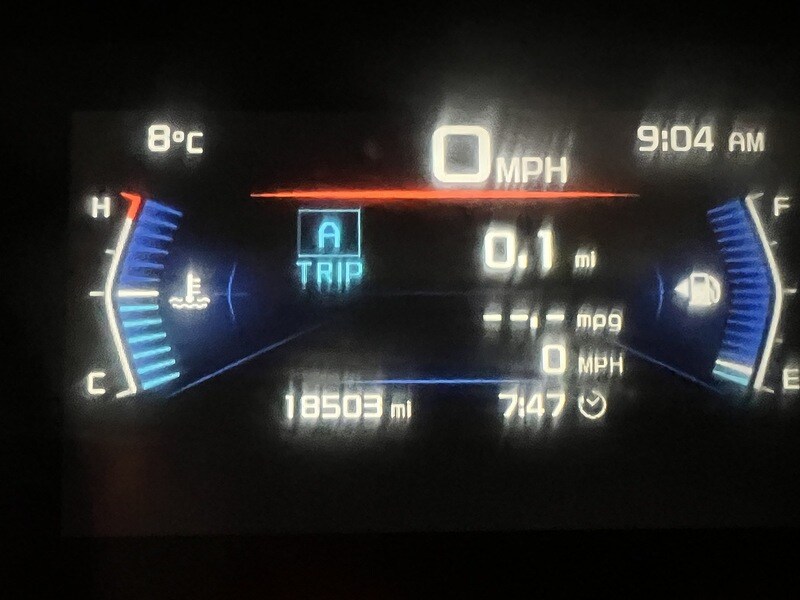 8°C 0 MPH 9:04 AM
H F
A 0.1 mi
TRIP
--.- mpg
0 MPH
C E
18503 mi 7:47